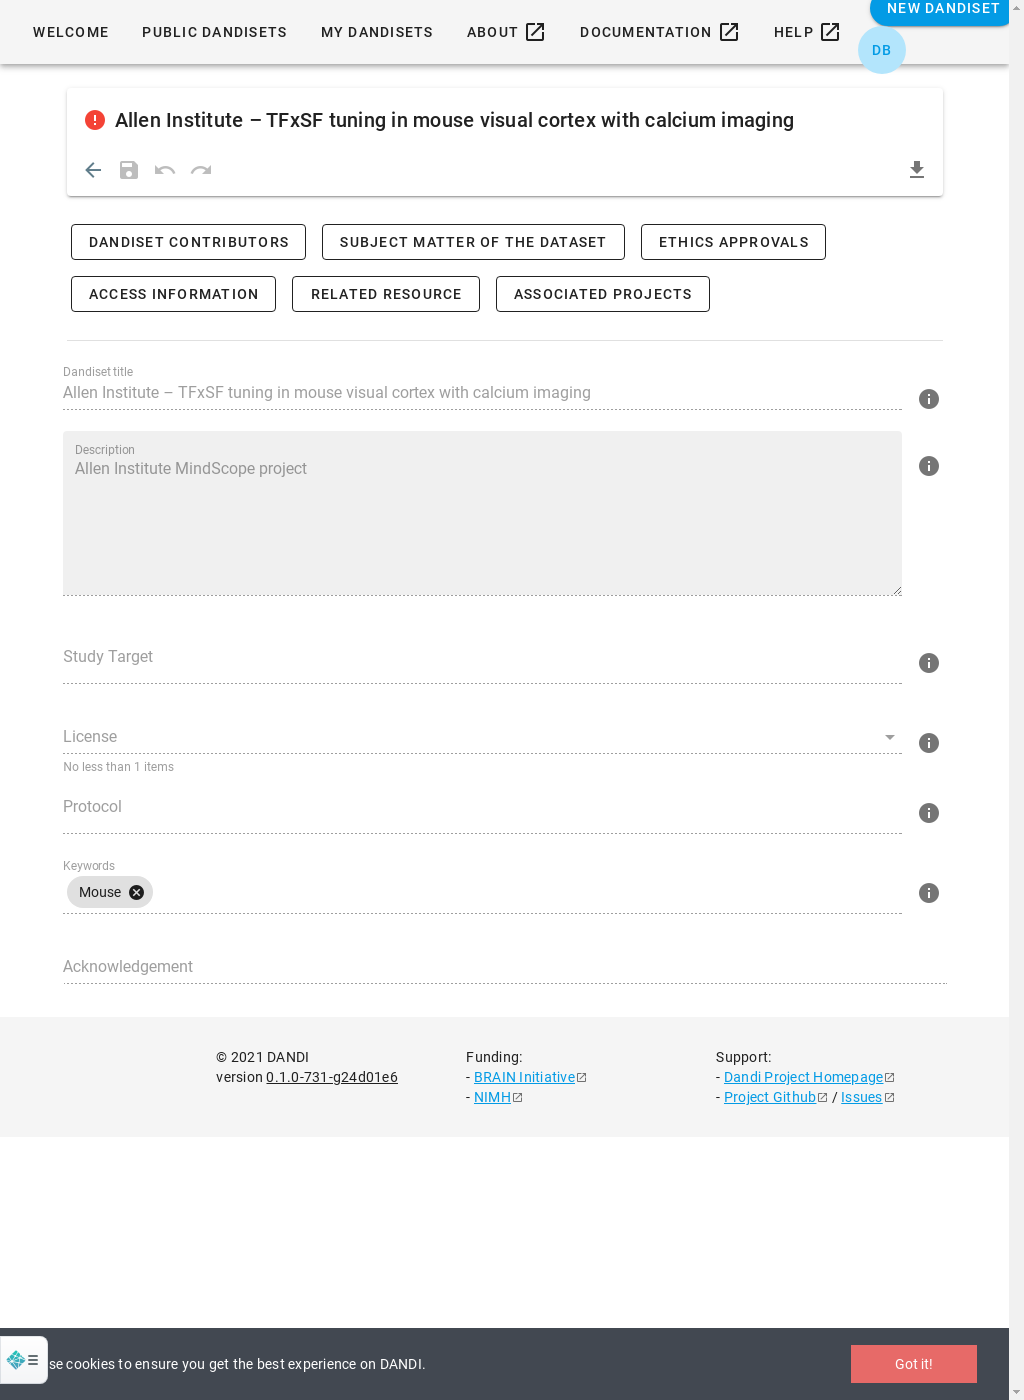 NEW DANDISET
WELCOME
PUBLIC DANDISETS
MY DANDISETS
ABOUT
DOCUMENTATION
HELP
DB
Allen Institute – TFxSF tuning in mouse visual cortex with calcium imaging
DANDISET CONTRIBUTORS
SUBJECT MATTER OF THE DATASET
ETHICS APPROVALS
ACCESS INFORMATION
RELATED RESOURCE
ASSOCIATED PROJECTS
Dandiset title
Allen Institute – TFxSF tuning in mouse visual cortex with calcium imaging
Description
Allen Institute MindScope project
Study Target
License
No less than 1 items
Protocol
Keywords
Mouse
Acknowledgement
© 2021 DANDI
version 0.1.0-731-g24d01e6
Funding:
- BRAIN Initiative
- NIMH
Support:
- Dandi Project Homepage
- Project Github / Issues
se cookies to ensure you get the best experience on DANDI.
Got it!